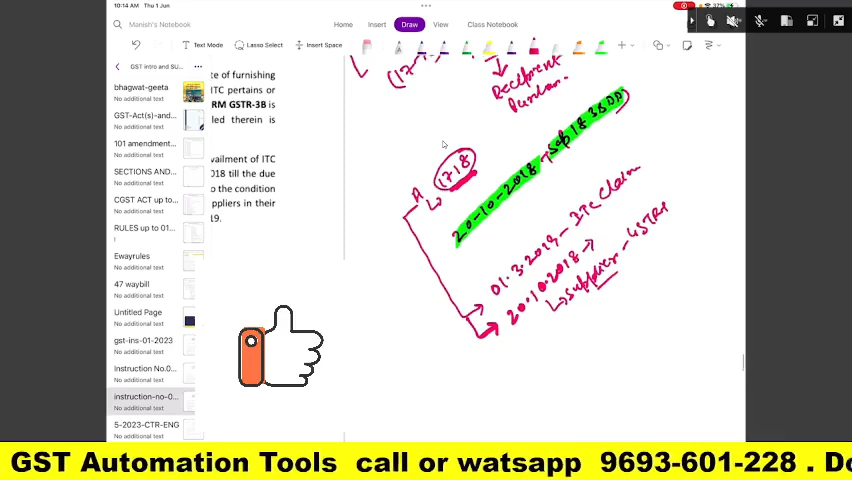 10:14 AM Thu 1 Jun
37%
Manish's Notebook
Home Insert Draw View Class Notebook
Text Mode Lasso Select Insert Space
GST intro and SU...
bhagwat-geeta
No additional text
GST-Act(s)-and...
No additional text
101 amendment...
No additional text
SECTIONS AND...
No additional text
CGST ACT up to...
No additional text
RULES up to 01...
Ewayrules
No additional text
47 waybill
No additional text
Untitled Page
No additional text
gst-ins-01-2023
No additional text
Instruction No.0...
No additional text
instruction-no-0...
No additional text
5-2023-CTR-ENG
No additional text
te of furnishing
ITC pertains or
RM GSTR-3B is
led therein is
vailment of ITC
018 till the due
o the condition
ppliers in their
19.
Recipient
A
1718
20-10-2018 → Sep 18 3B DD
01.3.2019 - ITC Claim
20.10.2018 →
Supplier - GSTR1
GST Automation Tools call or watsapp 9693-601-228 . Do